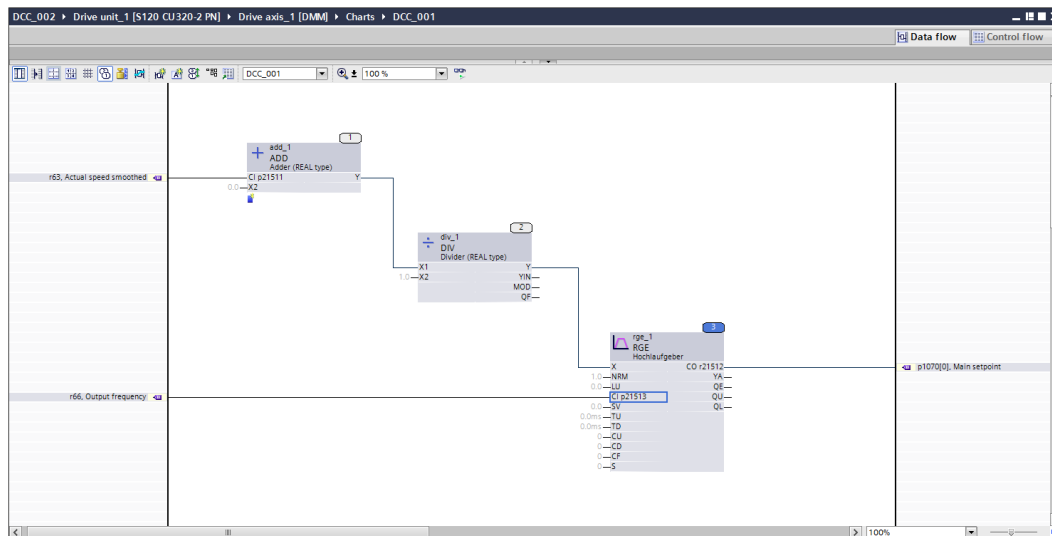 DCC_002 ▸ Drive unit_1 [S120 CU320-2 PN] ▸ Drive axis_1 [DMM] ▸ Charts ▸ DCC_001
Data flow
Control flow
DCC_001
100 %
1
add_1
ADD
Adder (REAL type)
r63, Actual speed smoothed
CI p21511
Y
0.0
X2
2
div_1
DIV
Divider (REAL type)
X1
Y
1.0
X2
YIN
MOD
QF
3
rge_1
RGE
Hochlaufgeber
X
CO r21512
p1070[0], Main setpoint
1.0
NRM
YA
0.0
LU
QE
r66, Output frequency
CI p21513
QU
0.0
SV
QL
0.0ms
TU
0.0ms
TD
0
CU
0
CD
0
CF
0
S
100%